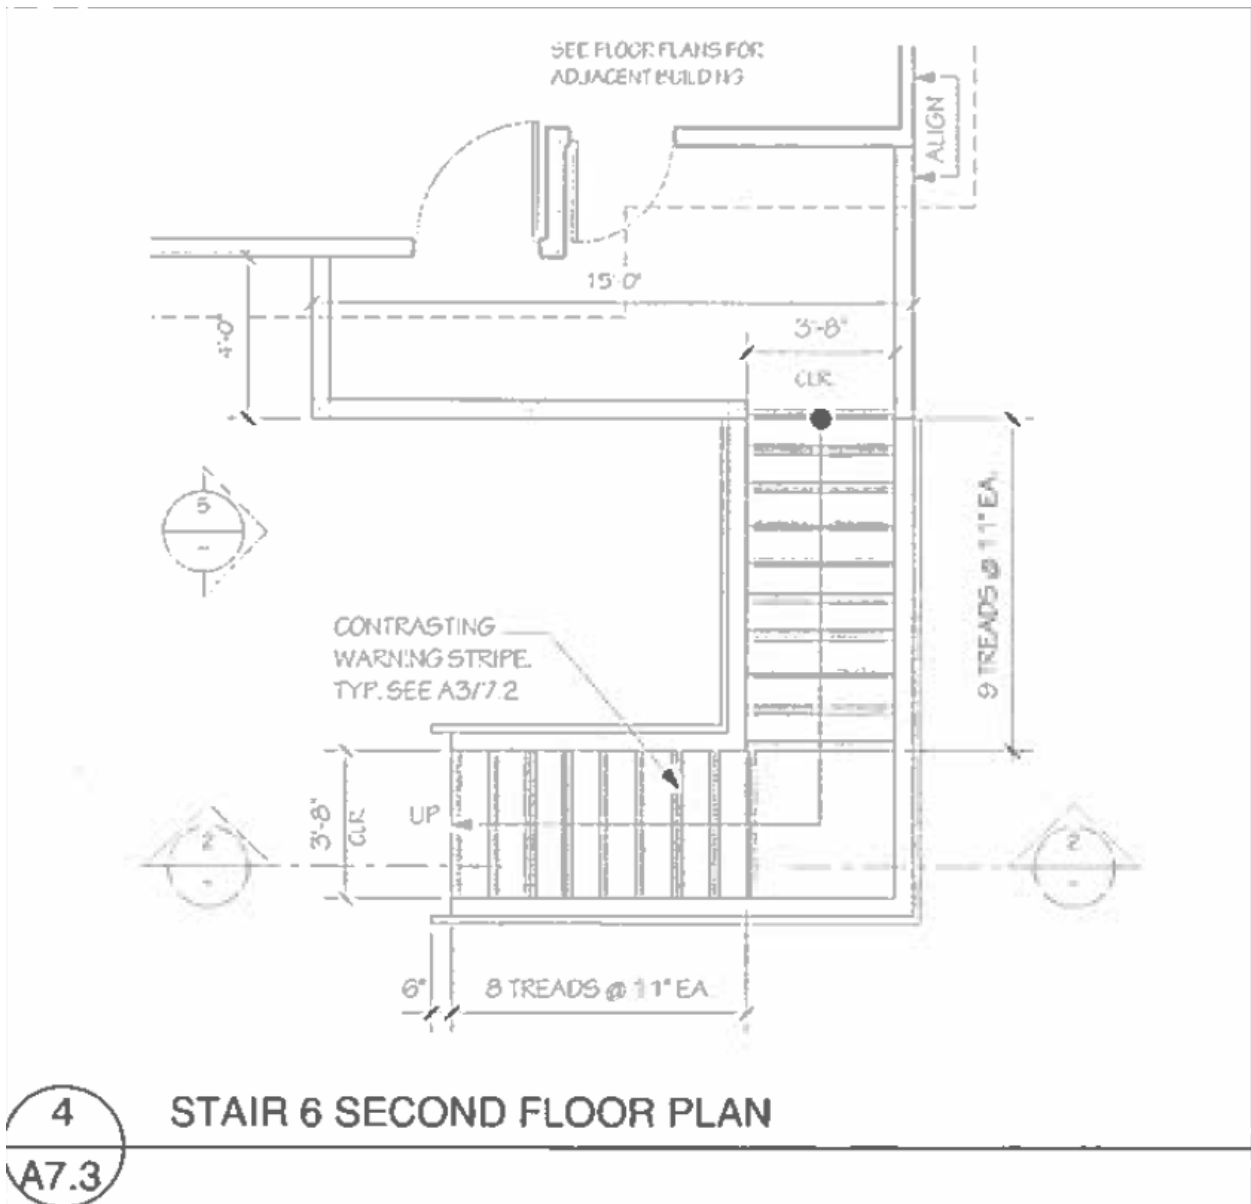 SEE FLOOR PLANS FOR
ADJACENT BUILDING
ALIGN
15'-0"
3'-8"
CLR.
4'-0"
5
-
9 TREADS @ 11" EA.
CONTRASTING
WARNING STRIPE.
TYP. SEE A3/7.2
3'-8"
CLR
UP
2
-
2
-
6"
8 TREADS @ 11" EA
4
STAIR 6 SECOND FLOOR PLAN
A7.3